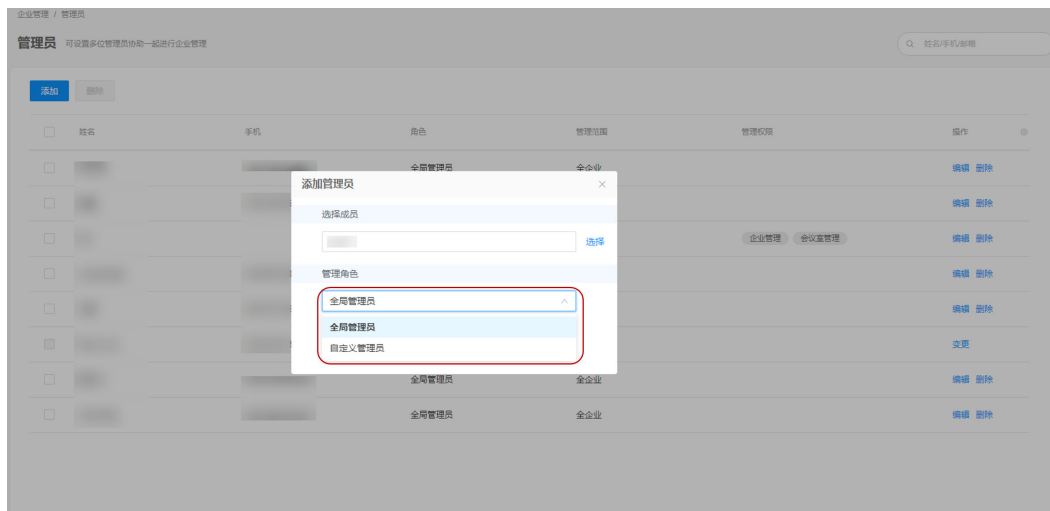 企业管理 / 管理员
管理员 可设置多位管理员协助一起进行企业管理
姓名/手机/邮箱
添加 删除
姓名 手机 角色 管理范围 管理权限 操作
全局管理员 全企业 编辑 删除
添加管理员
编辑 删除
选择成员
选择
企业管理 会议室管理 编辑 删除
管理角色
编辑 删除
全局管理员
编辑 删除
全局管理员
自定义管理员
变更
全局管理员 全企业 编辑 删除
全局管理员 全企业 编辑 删除